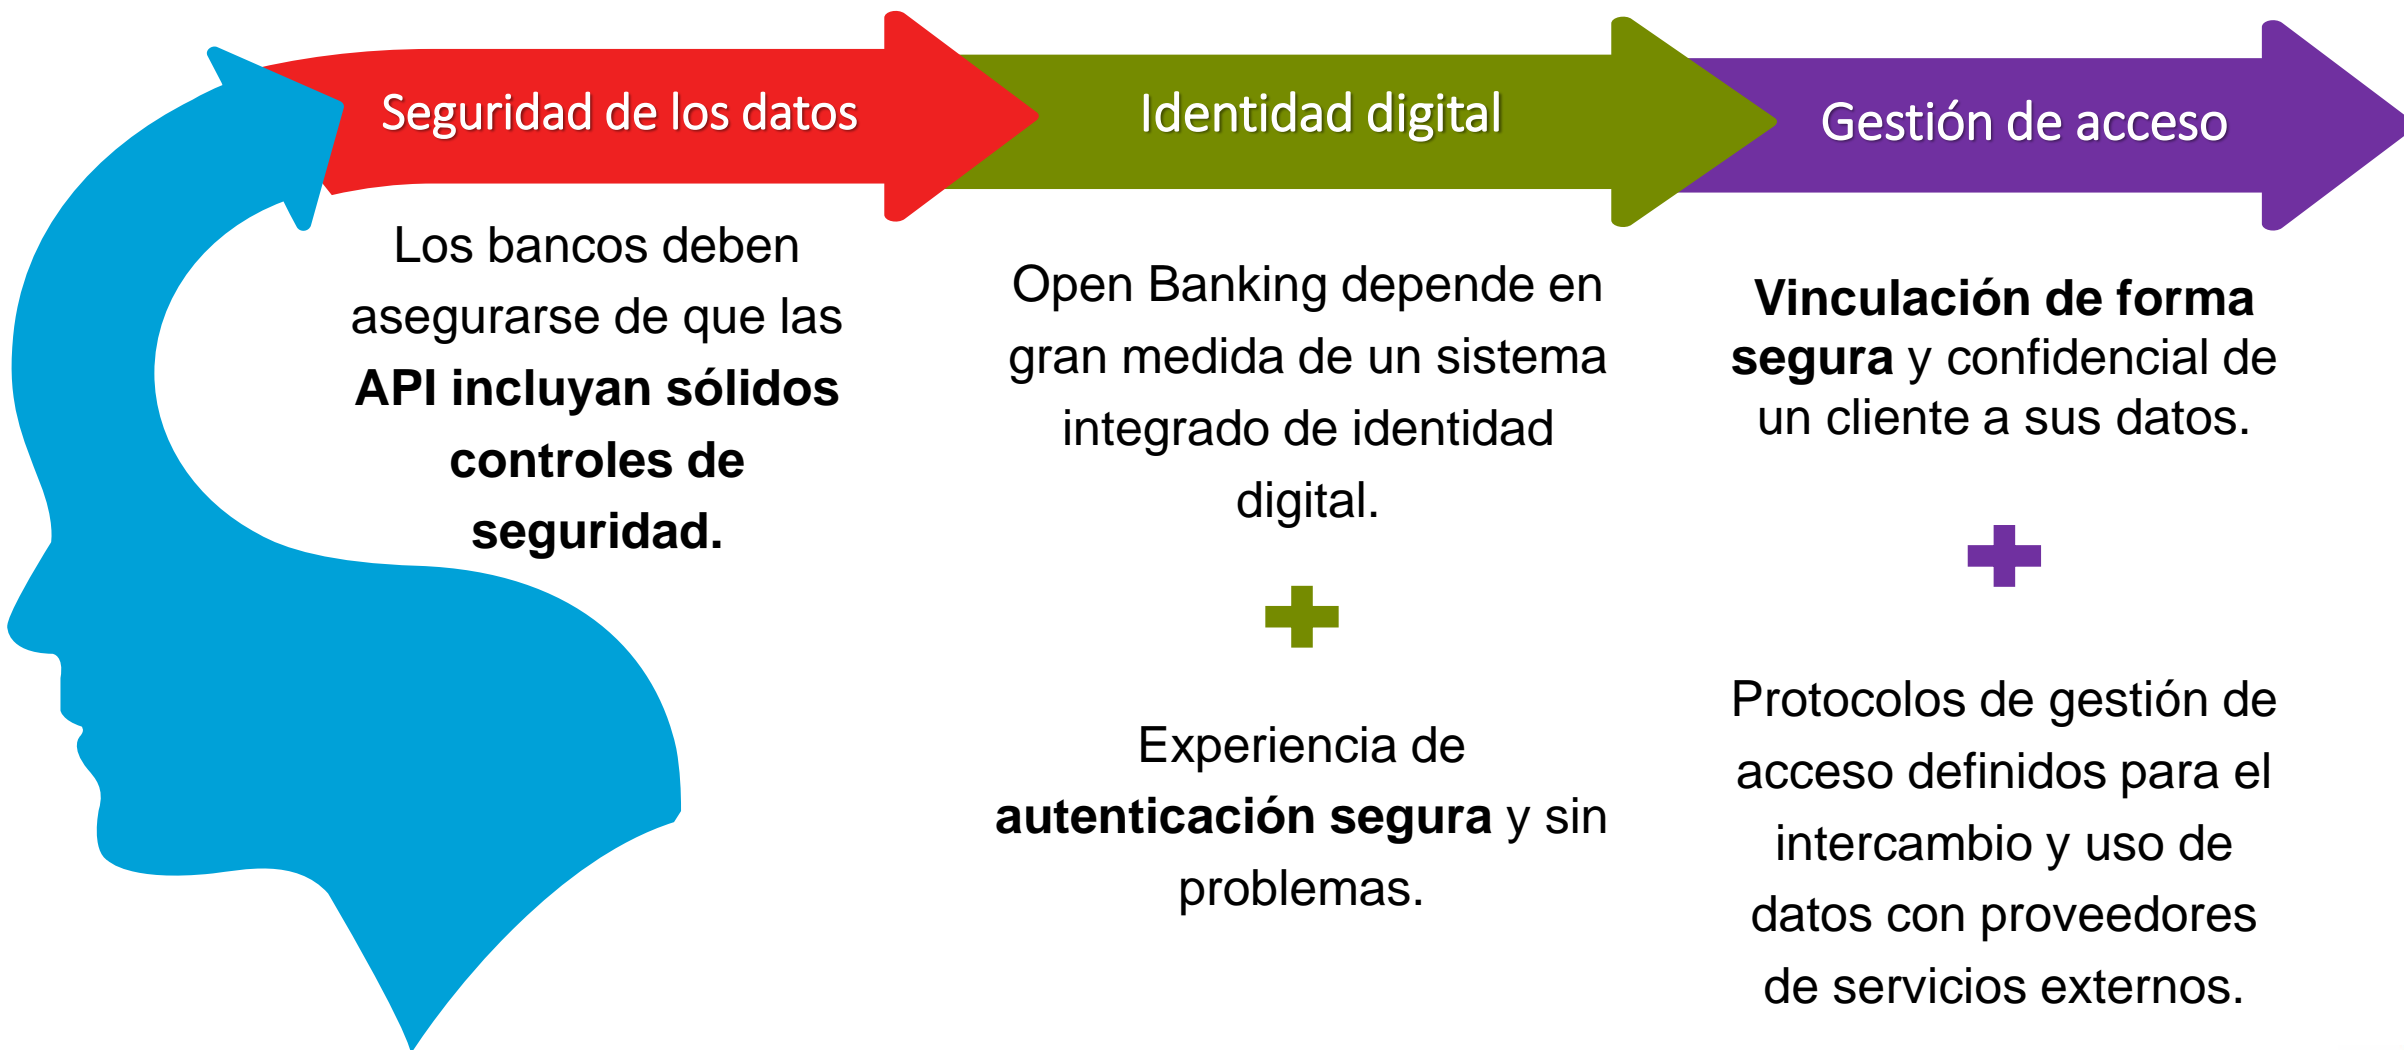 Seguridad de los datos
Los bancos deben
asegurarse de que las
API incluyan sólidos
controles de
seguridad.
Identidad digital
Open Banking depende en
gran medida de un sistema
integrado de identidad
digital.
Experiencia de
autenticación segura y sin
problemas.
Gestión de acceso
Vinculación de forma
segura y confidencial de
un cliente a sus datos.
Protocolos de gestión de
acceso definidos para el
intercambio y uso de
datos con proveedores
de servicios externos.